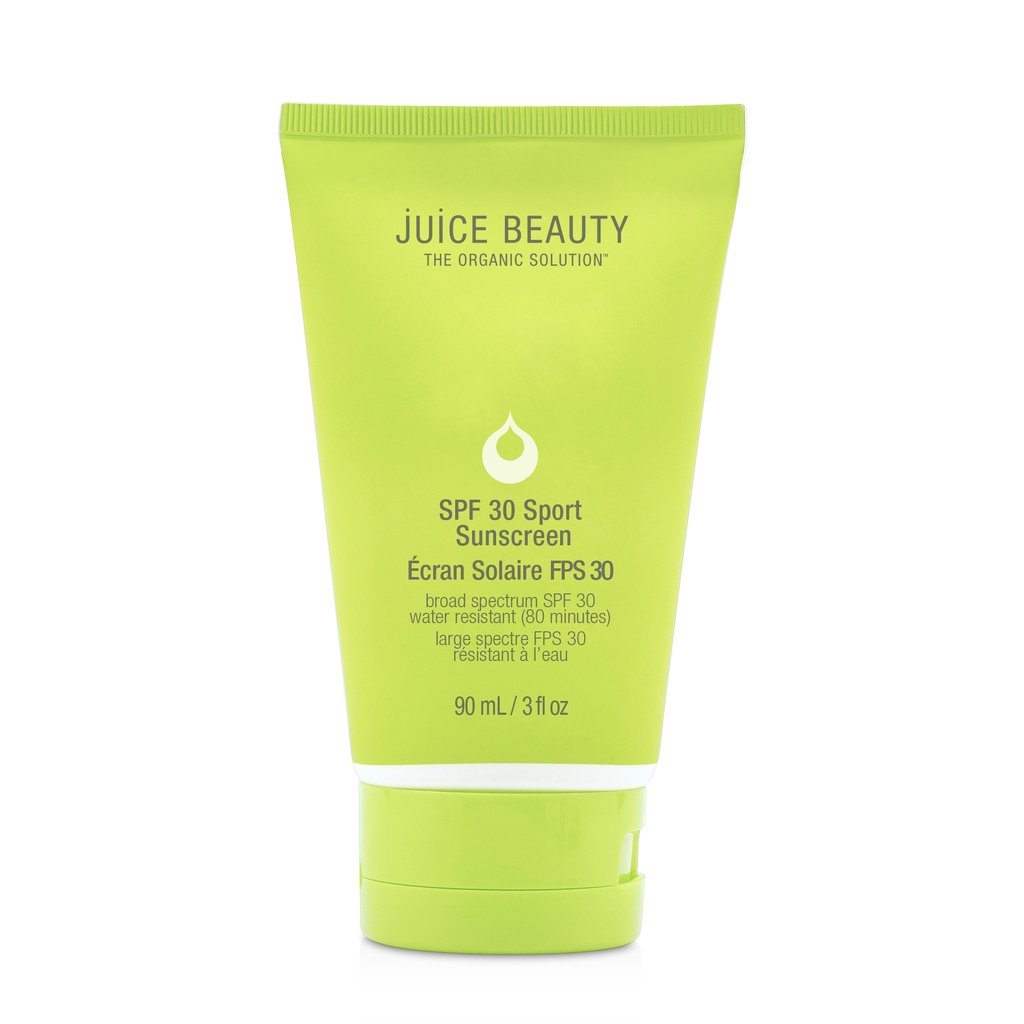 juice BEAUTY
THE ORGANIC SOLUTION™
SPF 30 Sport
Sunscreen
Écran Solaire FPS 30
broad spectrum SPF 30
water resistant (80 minutes)
large spectre FPS 30
résistant à l'eau
90 mL / 3 fl oz